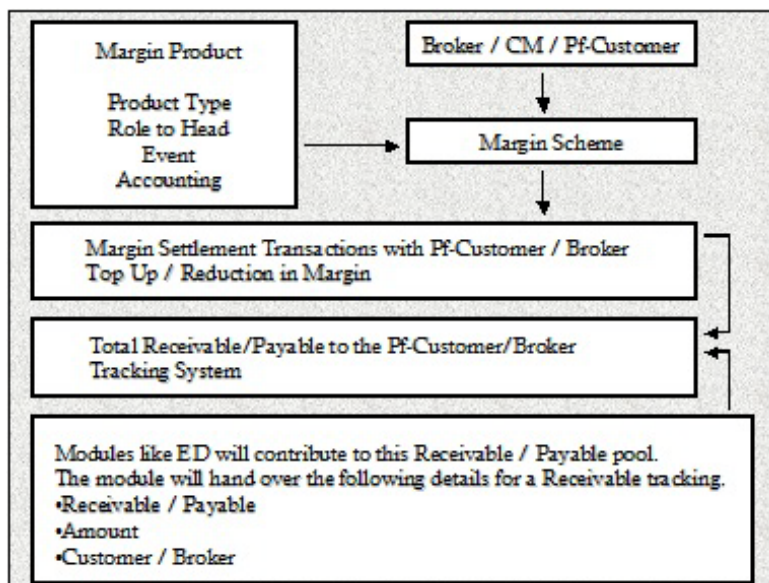 Margin Product
Product Type
Role to Head
Event
Accounting
Broker / CM / Pf-Customer
Margin Scheme
Margin Settlement Transactions with Pf-Customer / Broker
Top Up / Reduction in Margin
Total Receivable/Payable to the Pf-Customer/Broker
Tracking System
Modules like ED will contribute to this Receivable / Payable pool.
The module will hand over the following details for a Receivable tracking.
•Receivable / Payable
•Amount
•Customer / Broker